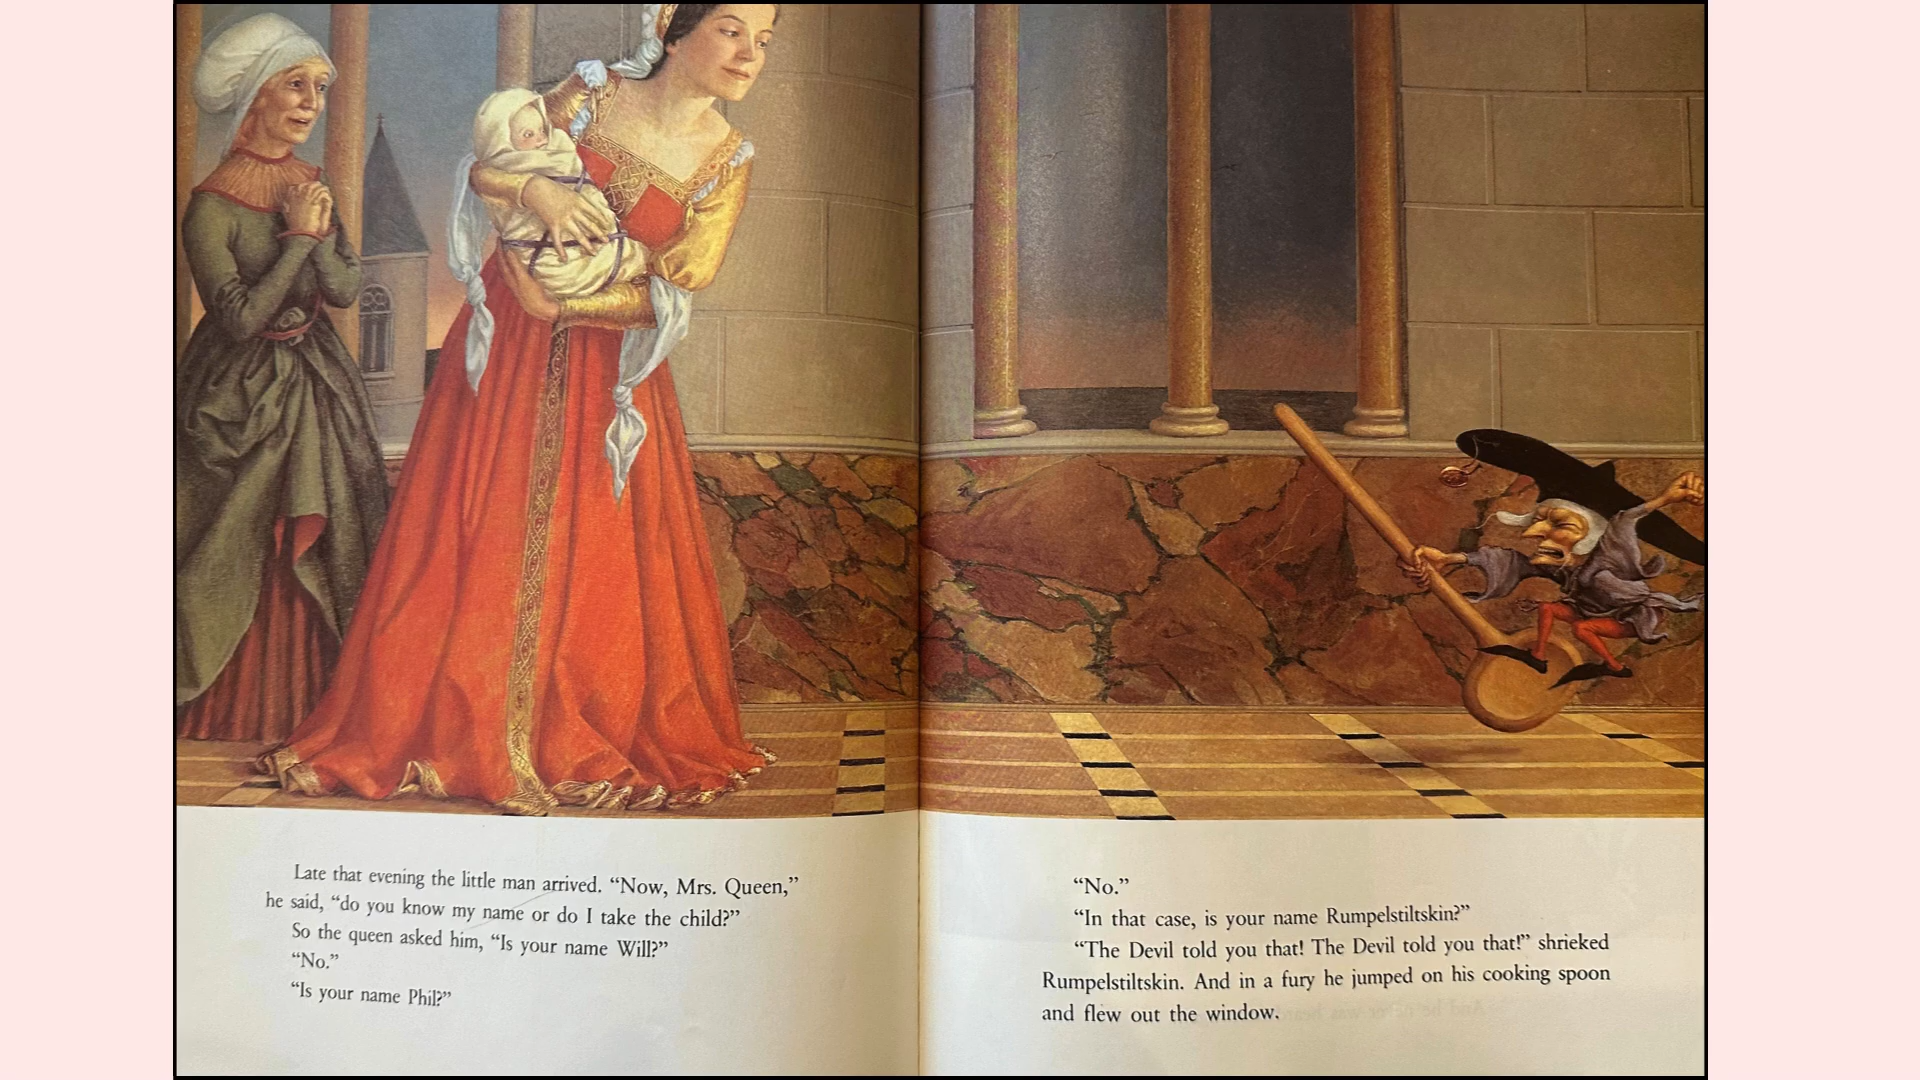 Late that evening the little man arrived. “Now, Mrs. Queen,”
he said, “do you know my name or do I take the child?”
So the queen asked him, “Is your name Will?”
“No.”
“Is your name Phil?”
“No.”
“In that case, is your name Rumpelstiltskin?”
“The Devil told you that! The Devil told you that!” shrieked
Rumpelstiltskin. And in a fury he jumped on his cooking spoon
and flew out the window.